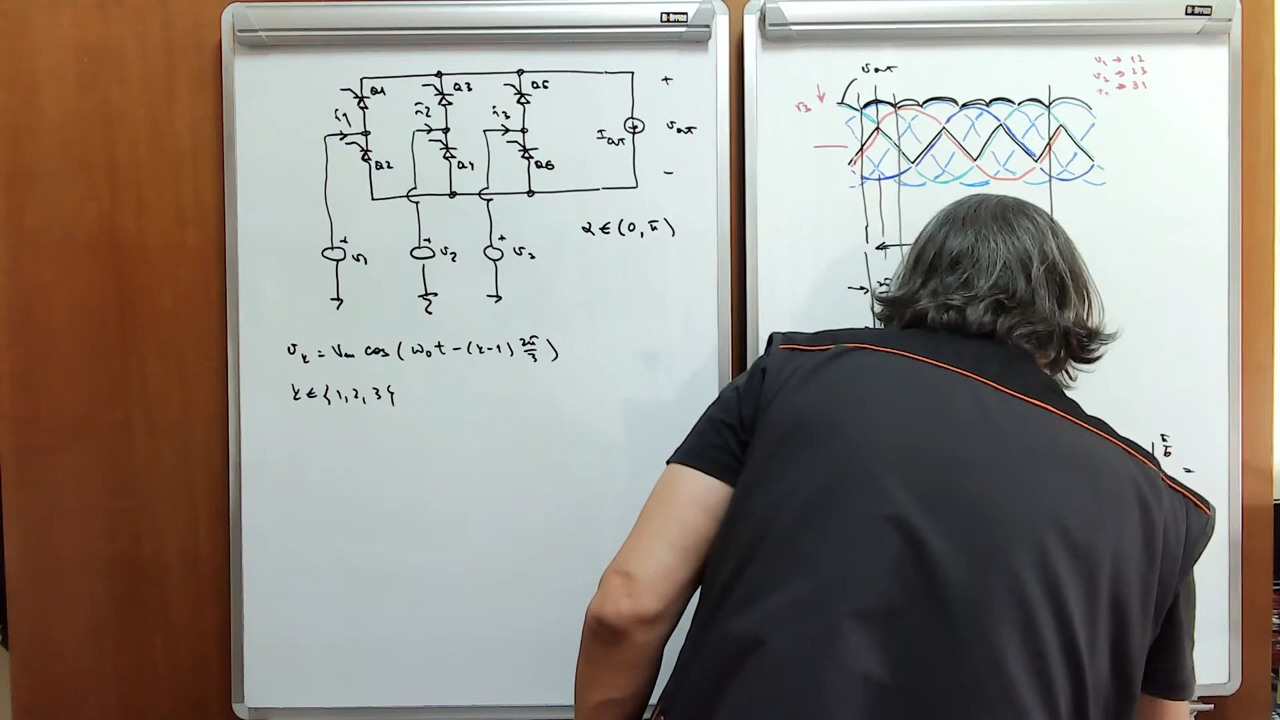 Q1 Q3 Q5
i1 i2 i3
Q2 Q4 Q6
Iout
+
vout
-
+ + +
v1 v2 v3
α ∈ (0, π)
vk = Vm cos(ω0t - (k-1) 2π/3)
k ∈ {1, 2, 3}
vout
v1 → 12
v2 → 23
→ 31
π/6
=